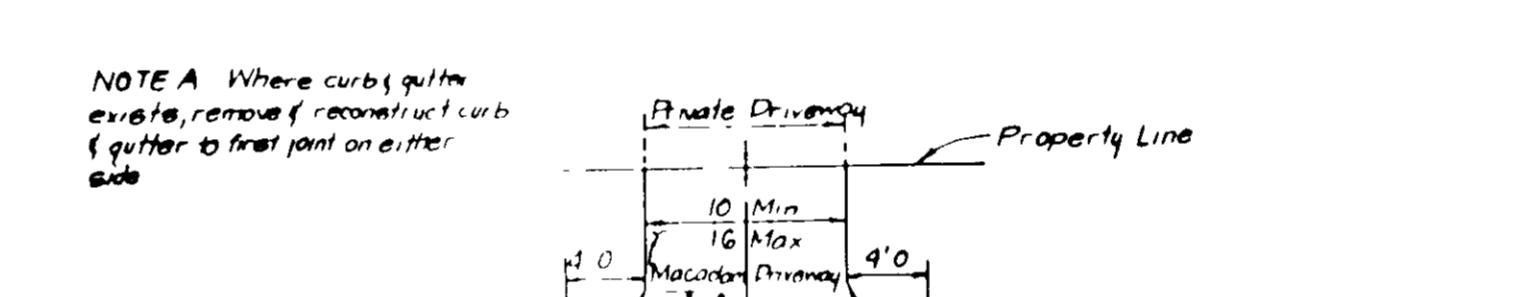 NOTE A Where curb & gutter
exists, remove & reconstruct curb
& gutter to first joint on either
side
Private Driveway
Property Line
10 Min
16 Max
4'0
Macadam Driveway